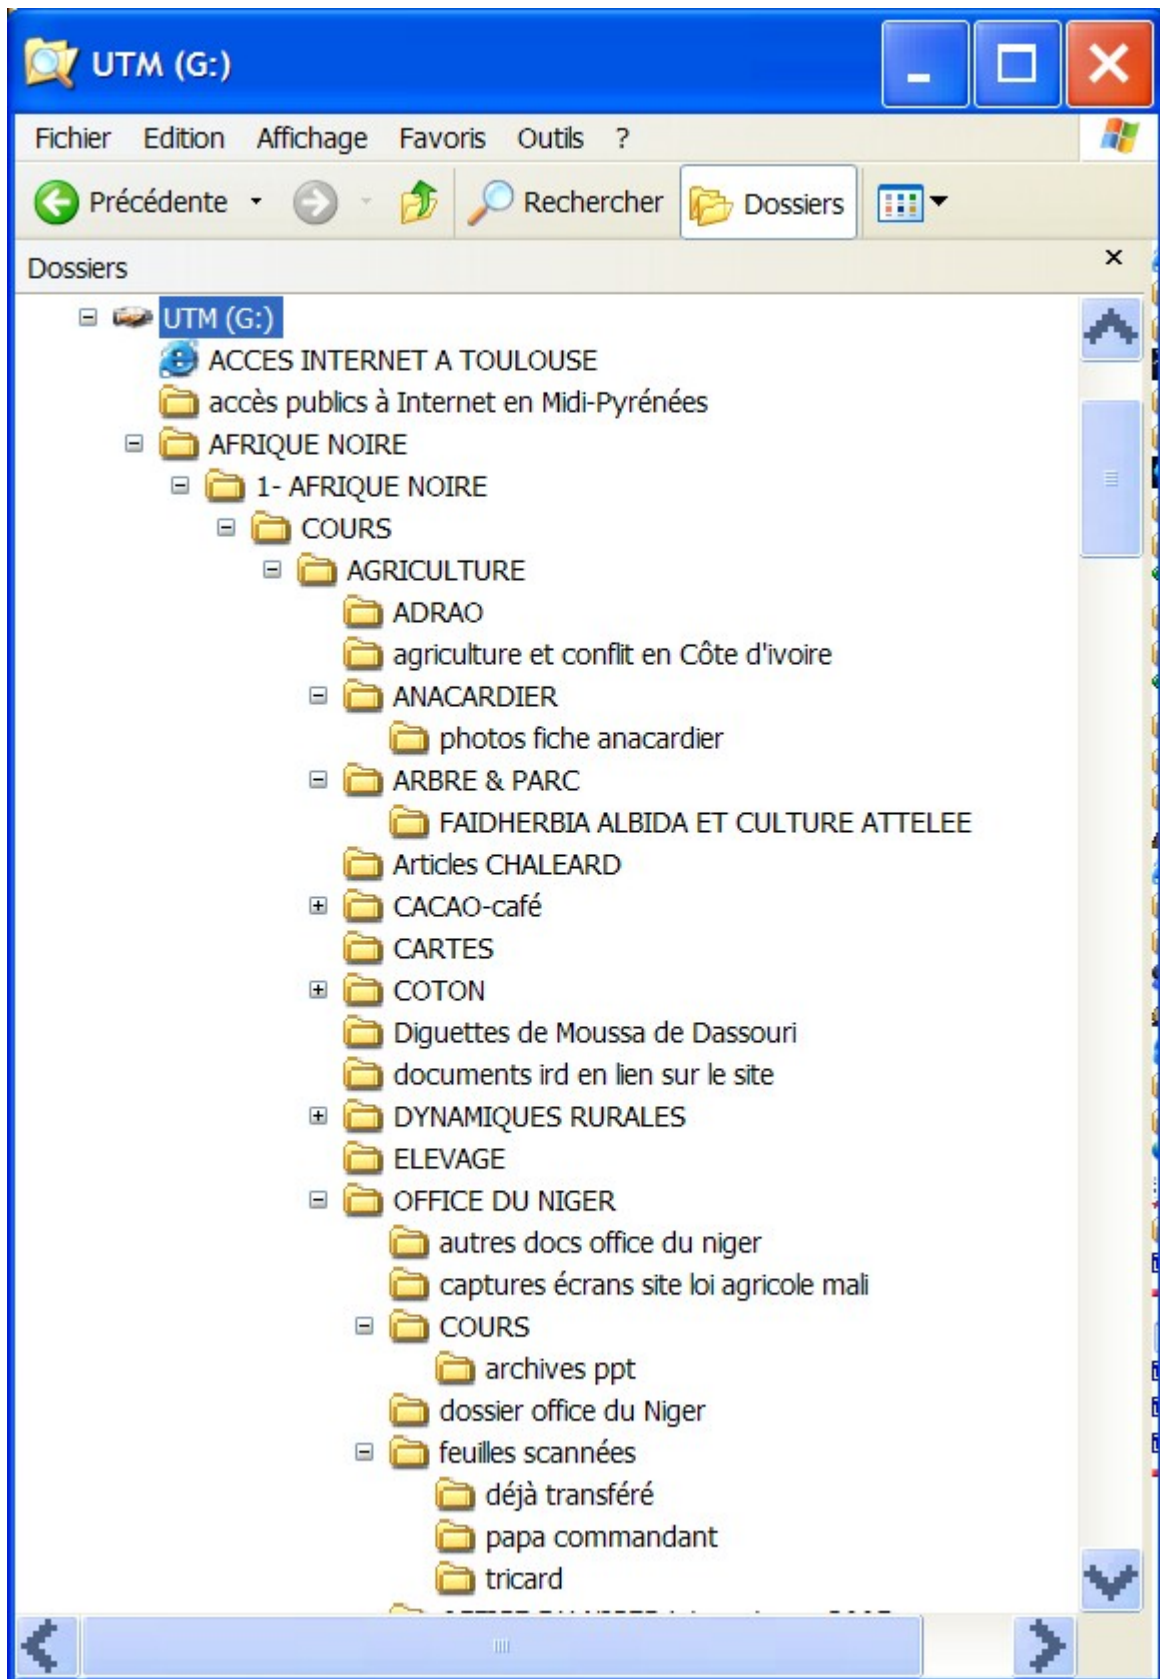 UTM (G:)
Fichier Edition Affichage Favoris Outils ?
Précédente Rechercher Dossiers
Dossiers
UTM (G:)
ACCES INTERNET A TOULOUSE
accès publics à Internet en Midi-Pyrénées
AFRIQUE NOIRE
1- AFRIQUE NOIRE
COURS
AGRICULTURE
ADRAO
agriculture et conflit en Côte d'ivoire
ANACARDIER
photos fiche anacardier
ARBRE & PARC
FAIDHERBIA ALBIDA ET CULTURE ATTELEE
Articles CHALEARD
CACAO-café
CARTES
COTON
Diguettes de Moussa de Dassouri
documents ird en lien sur le site
DYNAMIQUES RURALES
ELEVAGE
OFFICE DU NIGER
autres docs office du niger
captures écrans site loi agricole mali
COURS
archives ppt
dossier office du Niger
feuilles scannées
déjà transféré
papa commandant
tricard